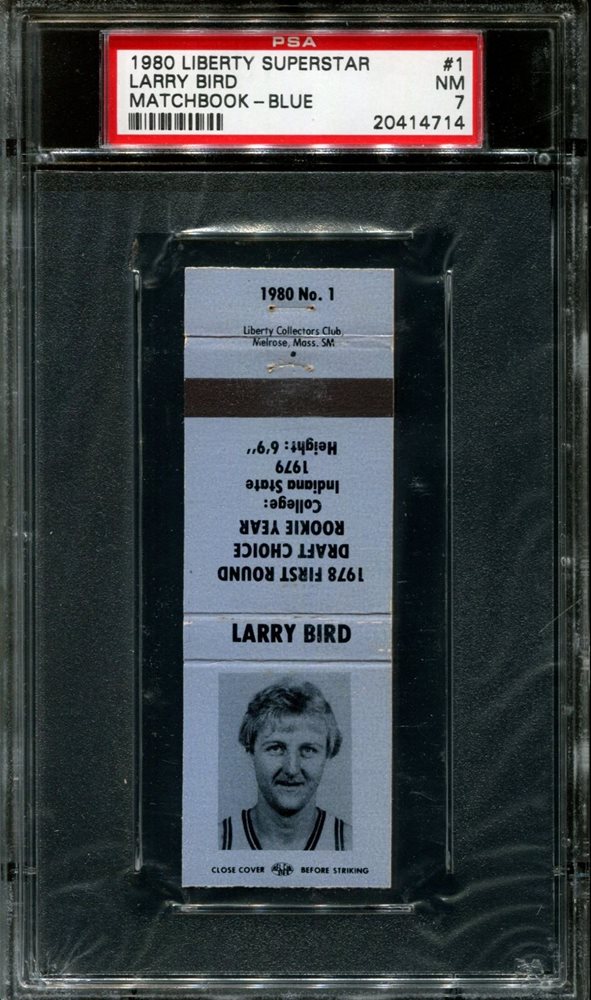 PSA
1980 LIBERTY SUPERSTAR #1
LARRY BIRD NM
MATCHBOOK - BLUE 7
20414714
1980 No. 1
Liberty Collectors Club,
Melrose, Mass. SM
1978 FIRST ROUND
DRAFT CHOICE
ROOKIE YEAR
College:
Indiana State
1979
Height: 6'9''
LARRY BIRD
CLOSE COVER BEFORE STRIKING